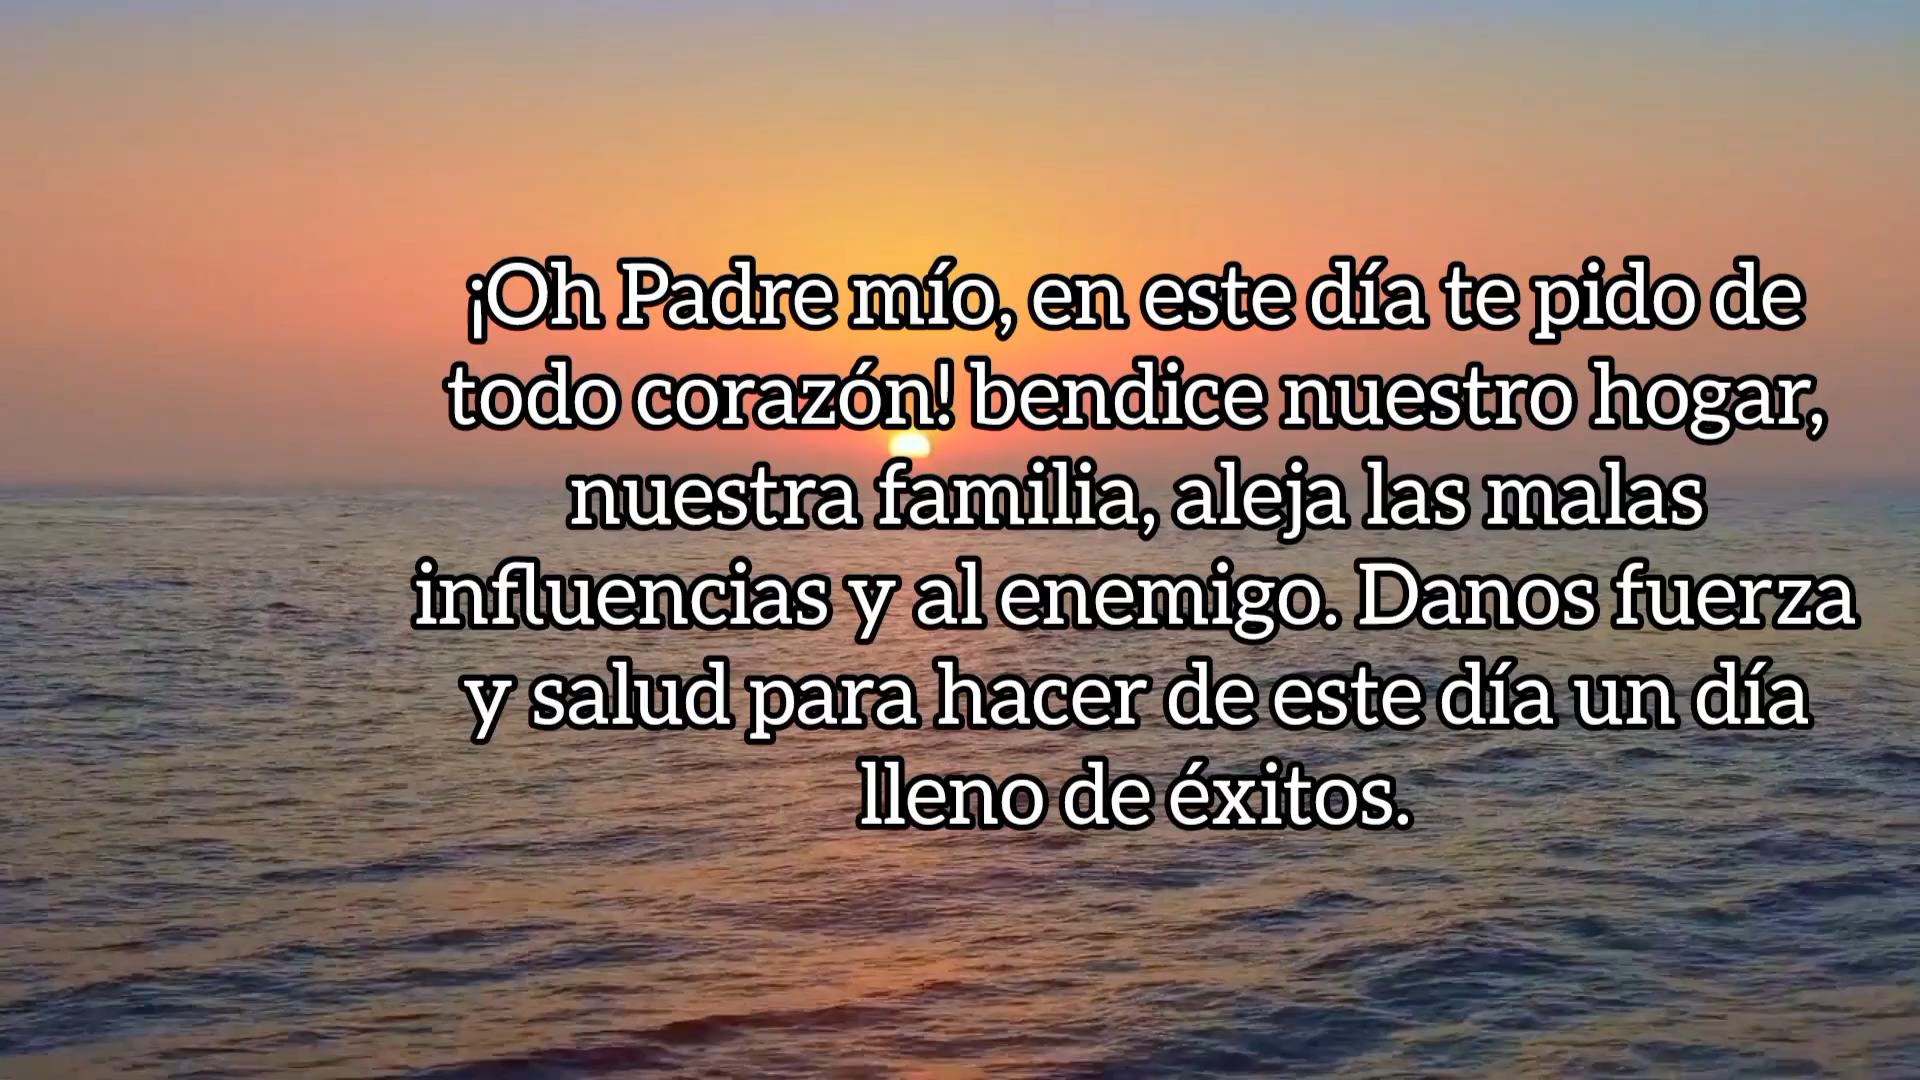 ¡Oh Padre mío, en este día te pido de
todo corazón! bendice nuestro hogar,
nuestra familia, aleja las malas
influencias y al enemigo. Danos fuerza
y salud para hacer de este día un día
lleno de éxitos.